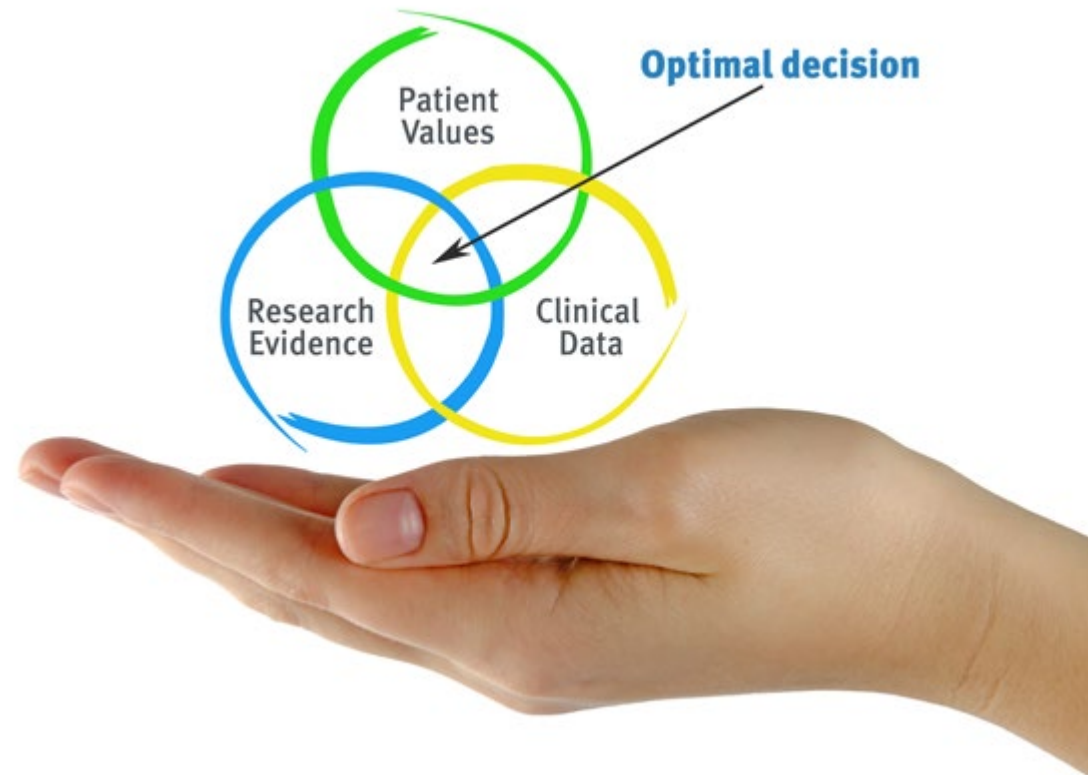 Optimal decision
Patient
Values
Research
Evidence
Clinical
Data